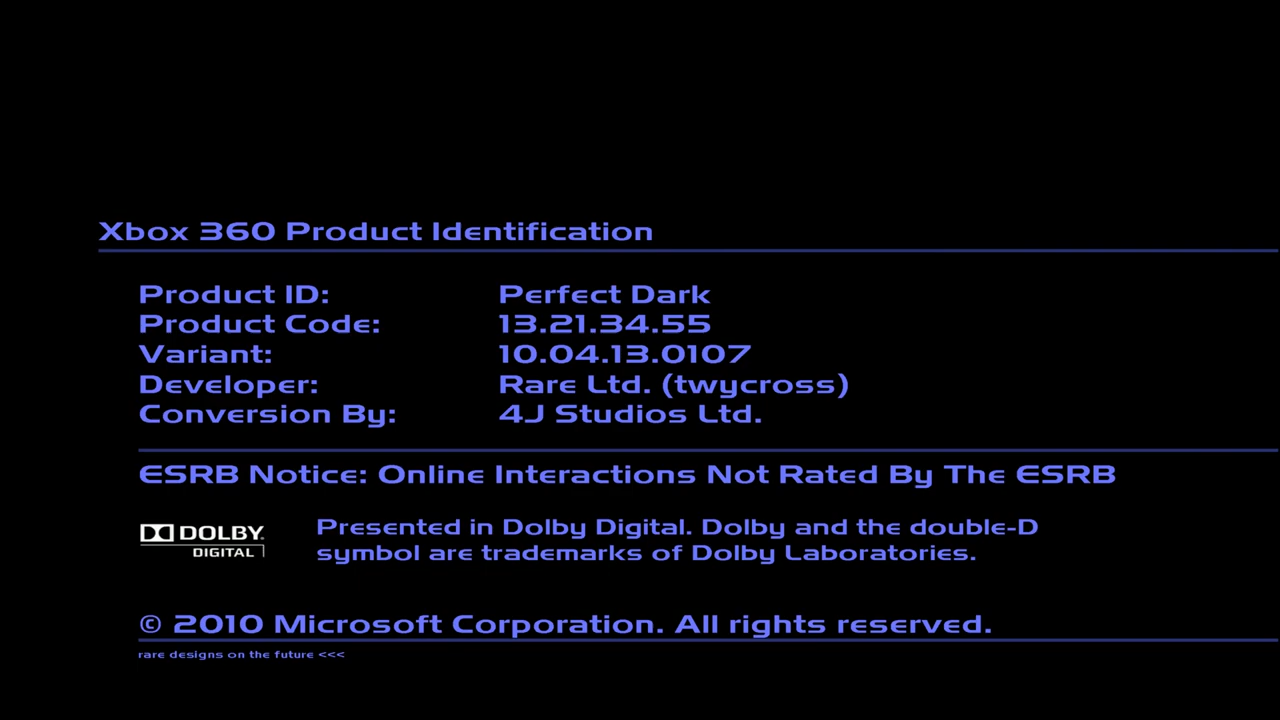 Xbox 360 Product Identification
Product ID: Perfect Dark
Product Code: 13.21.34.55
Variant: 10.04.13.0107
Developer: Rare Ltd. (twycross)
Conversion By: 4J Studios Ltd.
ESRB Notice: Online Interactions Not Rated By The ESRB
DOLBY
DIGITAL
Presented in Dolby Digital. Dolby and the double-D
symbol are trademarks of Dolby Laboratories.
© 2010 Microsoft Corporation. All rights reserved.
rare designs on the future <<<